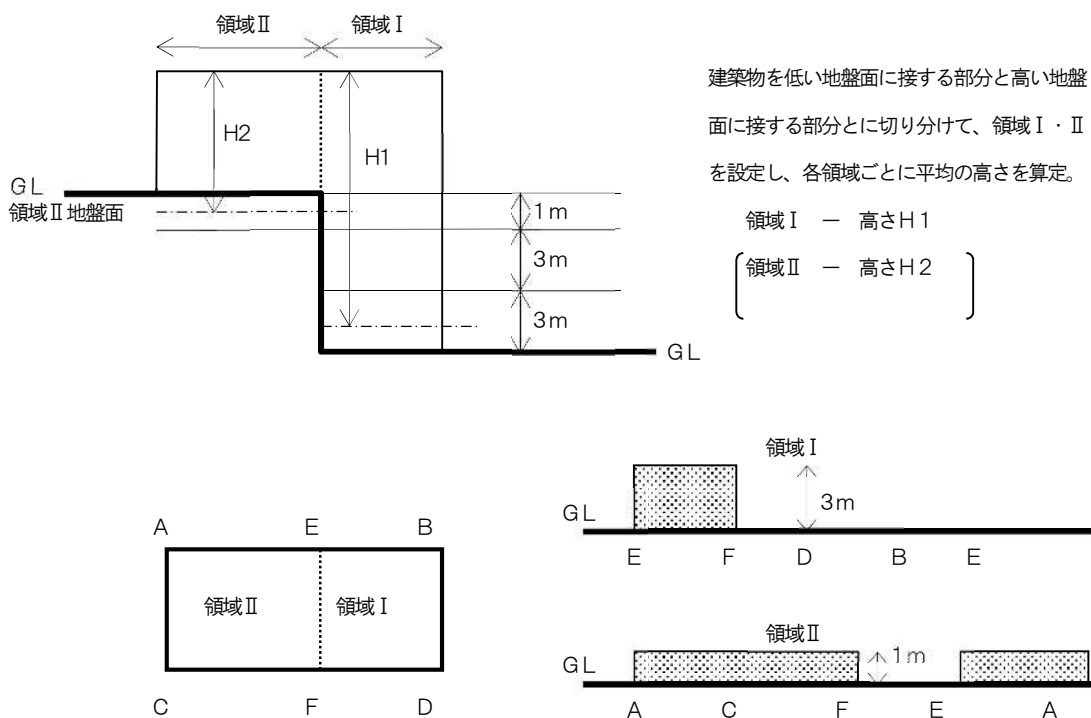 領域Ⅱ 領域Ⅰ
H2
H1
GL
領域Ⅱ地盤面
1m
3m
3m
GL
建築物を低い地盤面に接する部分と高い地盤
面に接する部分とに切り分けて、領域Ⅰ・Ⅱ
を設定し、各領域ごとに平均の高さを算定。
領域Ⅰ － 高さH1
領域Ⅱ － 高さH2
A E B
領域Ⅱ 領域Ⅰ
C F D
領域Ⅰ
3m
GL
E F D B E
領域Ⅱ
1m
GL
A C F E A